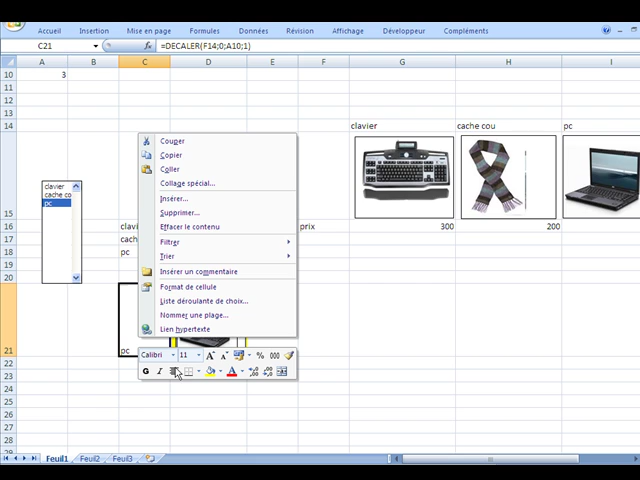 Accueil Insertion Mise en page Formules Données Révision Affichage Développeur Compléments
C21 fx =DECALER(F14;0;A10;1)
A B C D E F G H I
10 3
11
12
13
14 clavier cache cou pc
Couper
Copier
Coller
Collage spécial...
Insérer...
Supprimer...
Effacer le contenu
Filtrer
Trier
Insérer un commentaire
Format de cellule
Liste déroulante de choix...
Nommer une plage...
Lien hypertexte
clavier
cache co
pc
15
16 prix 300 200
17 cach
18 pc
19
20
21 pc
Calibri 11 A A % 000
G I A
22
23
24
25
26
27
28
29
Feuil1 Feuil2 Feuil3